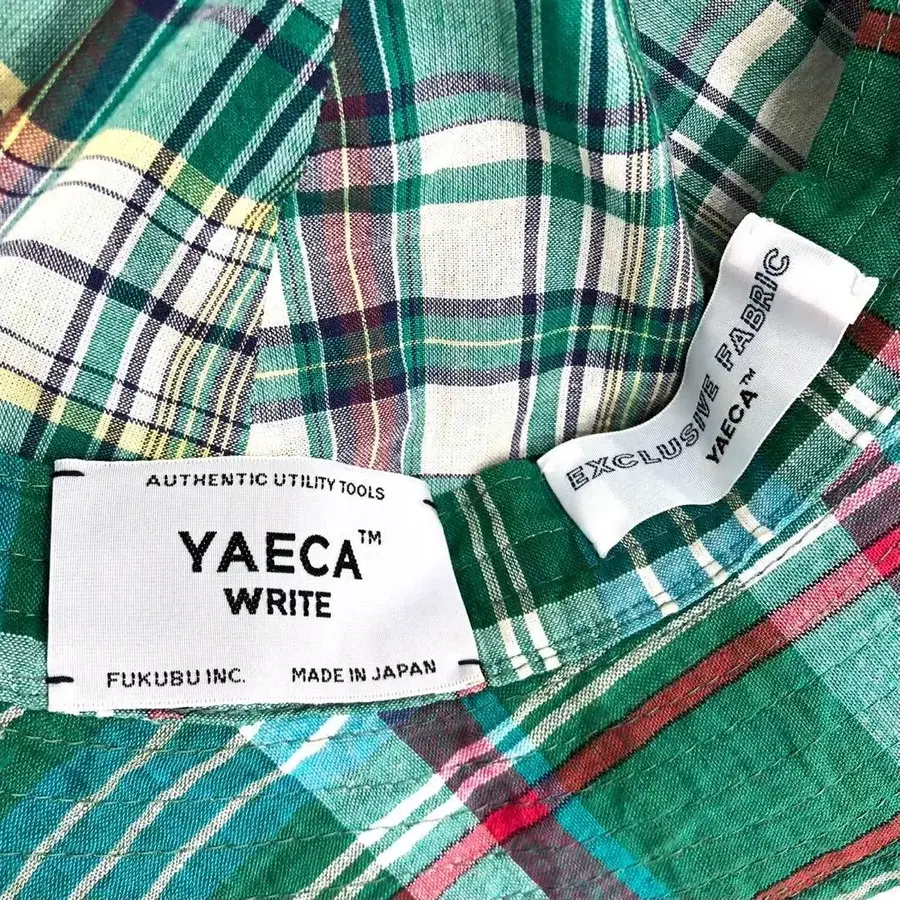 AUTHENTIC UTILITY TOOLS
YAECA™
WRITE
FUKUBU INC. MADE IN JAPAN
EXCLUSIVE FABRIC
YAECA™